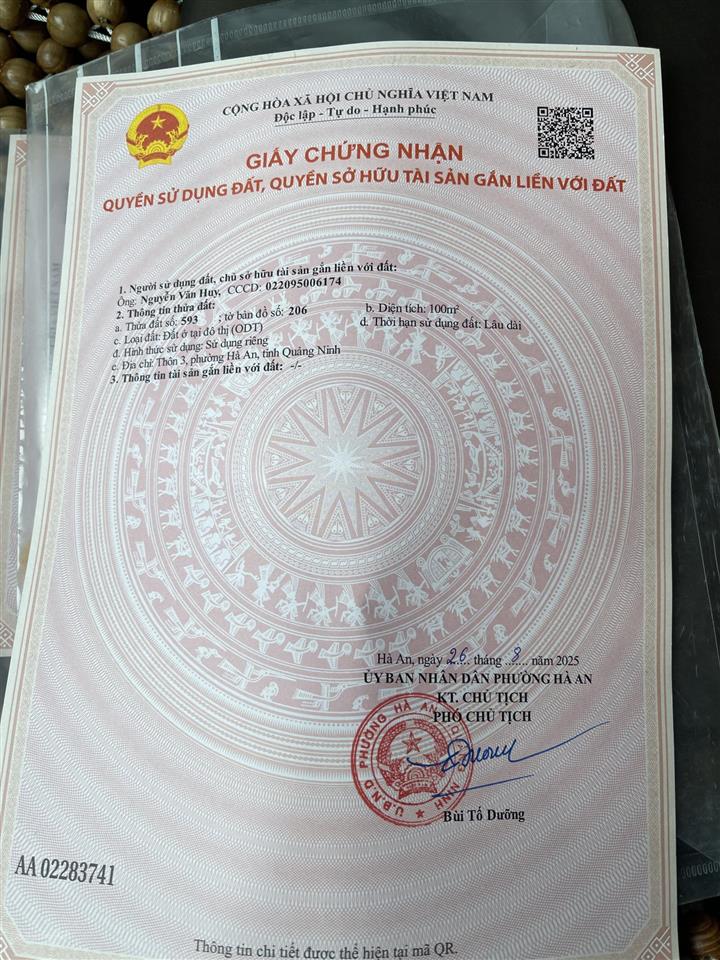 CỘNG HÒA XÃ HỘI CHỦ NGHĨA VIỆT NAM
Độc lập - Tự do - Hạnh phúc
GIẤY CHỨNG NHẬN
QUYỀN SỬ DỤNG ĐẤT, QUYỀN SỞ HỮU TÀI SẢN GẮN LIỀN VỚI ĐẤT
1. Người sử dụng đất, chủ sở hữu tài sản gắn liền với đất:
Ông: Nguyễn Văn Huy, CCCD: 022095006174
2. Thông tin thửa đất:
a. Thửa đất số: 593 ; tờ bản đồ số: 206 b. Diện tích: 100m²
c. Loại đất: Đất ở tại đô thị (ODT) d. Thời hạn sử dụng đất: Lâu dài
đ. Hình thức sử dụng: Sử dụng riêng
e. Địa chỉ: Thôn 3, phường Hà An, tỉnh Quảng Ninh
3. Thông tin tài sản gắn liền với đất: -/-
Hà An, ngày 26 tháng 8 năm 2025
ỦY BAN NHÂN DÂN PHƯỜNG HÀ AN
KT. CHỦ TỊCH
PHÓ CHỦ TỊCH
U.B.N.D PHƯỜNG HÀ AN
Bùi Tố Dưỡng
AA 02283741
Thông tin chi tiết được thể hiện tại mã QR.